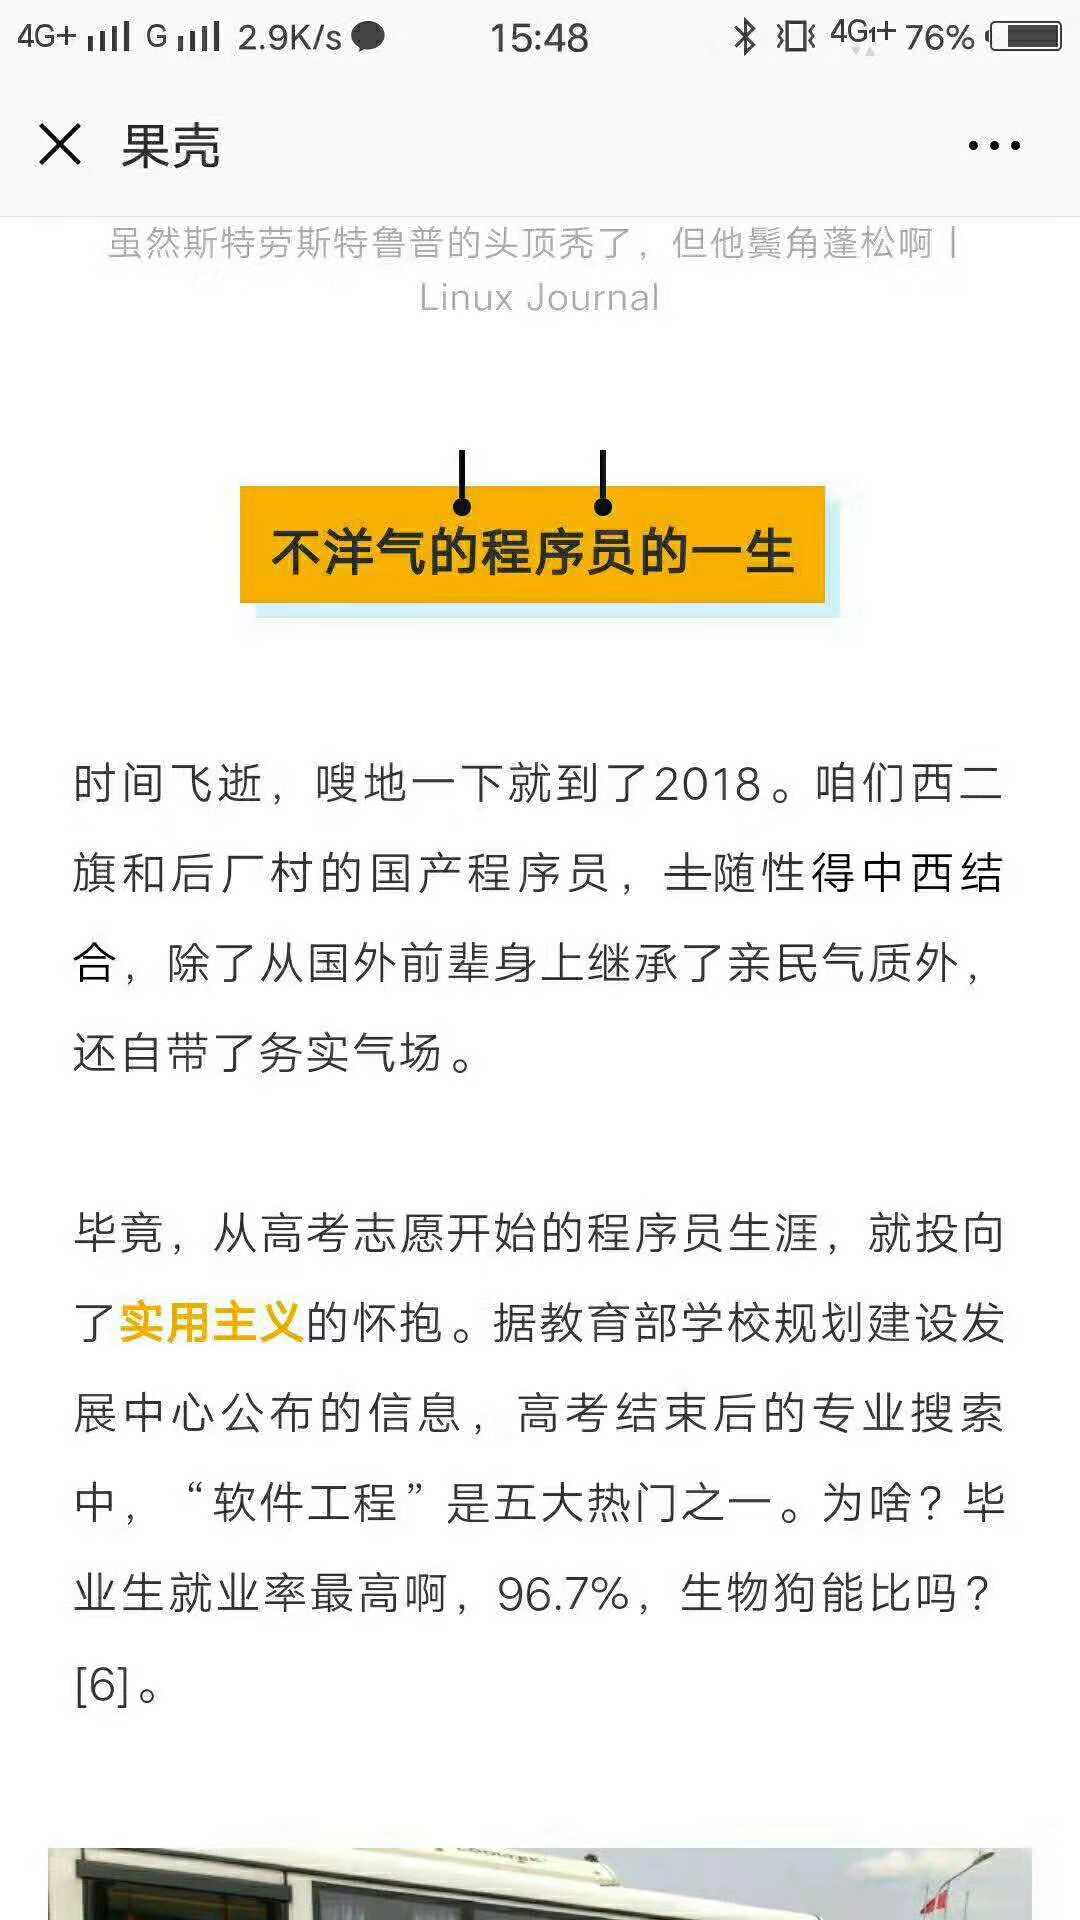 4G+ G 2.9K/s 15:48 4G1+ 76%
果壳
虽然斯特劳斯特鲁普的头顶秃了，但他鬓角蓬松啊丨
Linux Journal
不洋气的程序员的一生
时间飞逝，嗖地一下就到了2018。咱们西二
旗和后厂村的国产程序员，土随性得中西结
合，除了从国外前辈身上继承了亲民气质外，
还自带了务实气场。
毕竟，从高考志愿开始的程序员生涯，就投向
了实用主义的怀抱。据教育部学校规划建设发
展中心公布的信息，高考结束后的专业搜索
中，“软件工程”是五大热门之一。为啥？毕
业生就业率最高啊，96.7%，生物狗能比吗？
[6]。